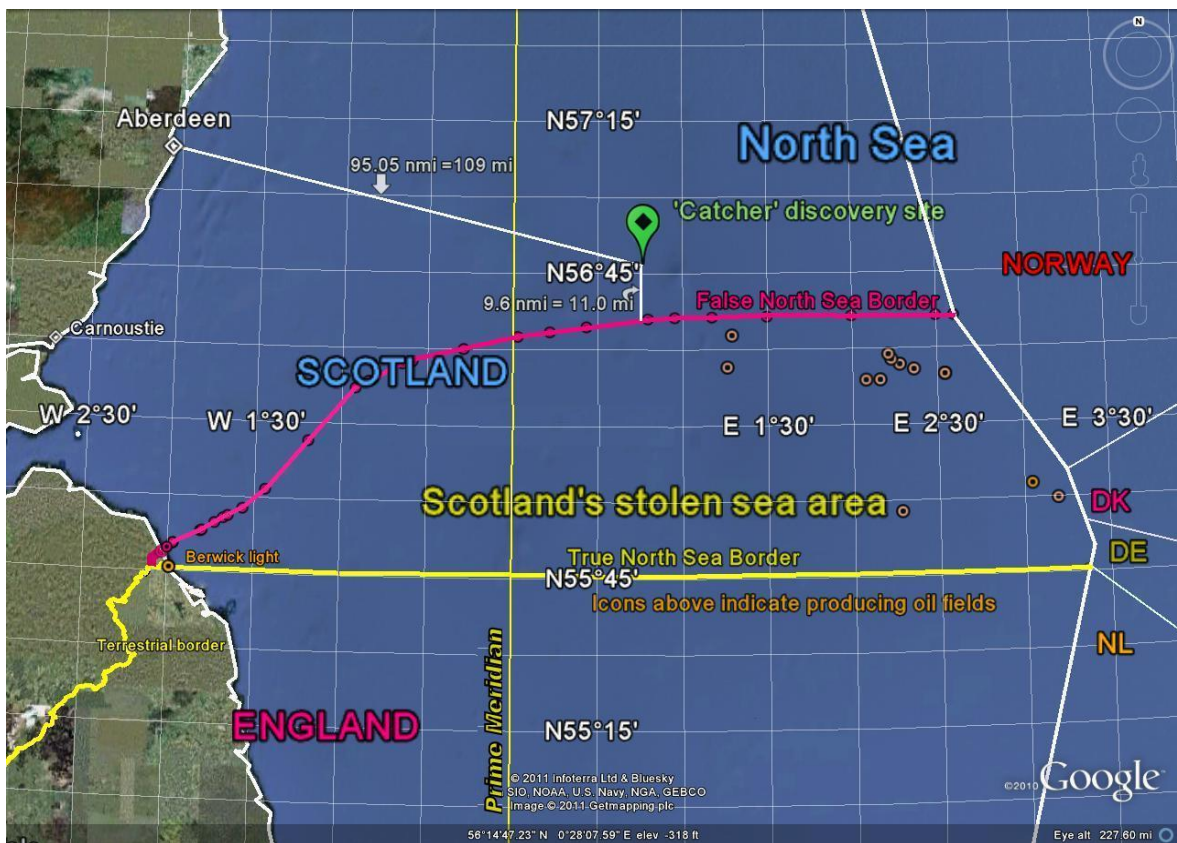 N
Aberdeen
N57°15'
North Sea
95.05 nmi =109 mi
'Catcher' discovery site
N56°45'
NORWAY
9.6 nmi = 11.0 mi
False North Sea Border
Carnoustie
SCOTLAND
W 2°30'
W 1°30'
E 1°30'
E 2°30'
E 3°30'
Scotland's stolen sea area
DK
Berwick light
True North Sea Border
DE
N55°45'
Icons above indicate producing oil fields
Terrestrial border
NL
Prime Meridian
ENGLAND
N55°15'
© 2011 Infoterra Ltd & Bluesky
SIO, NOAA, U.S. Navy, NGA, GEBCO
Image © 2011 Getmapping plc
©2010 Google
56°14'47.23" N 0°28'07.59" E elev -318 ft
Eye alt 227.60 mi